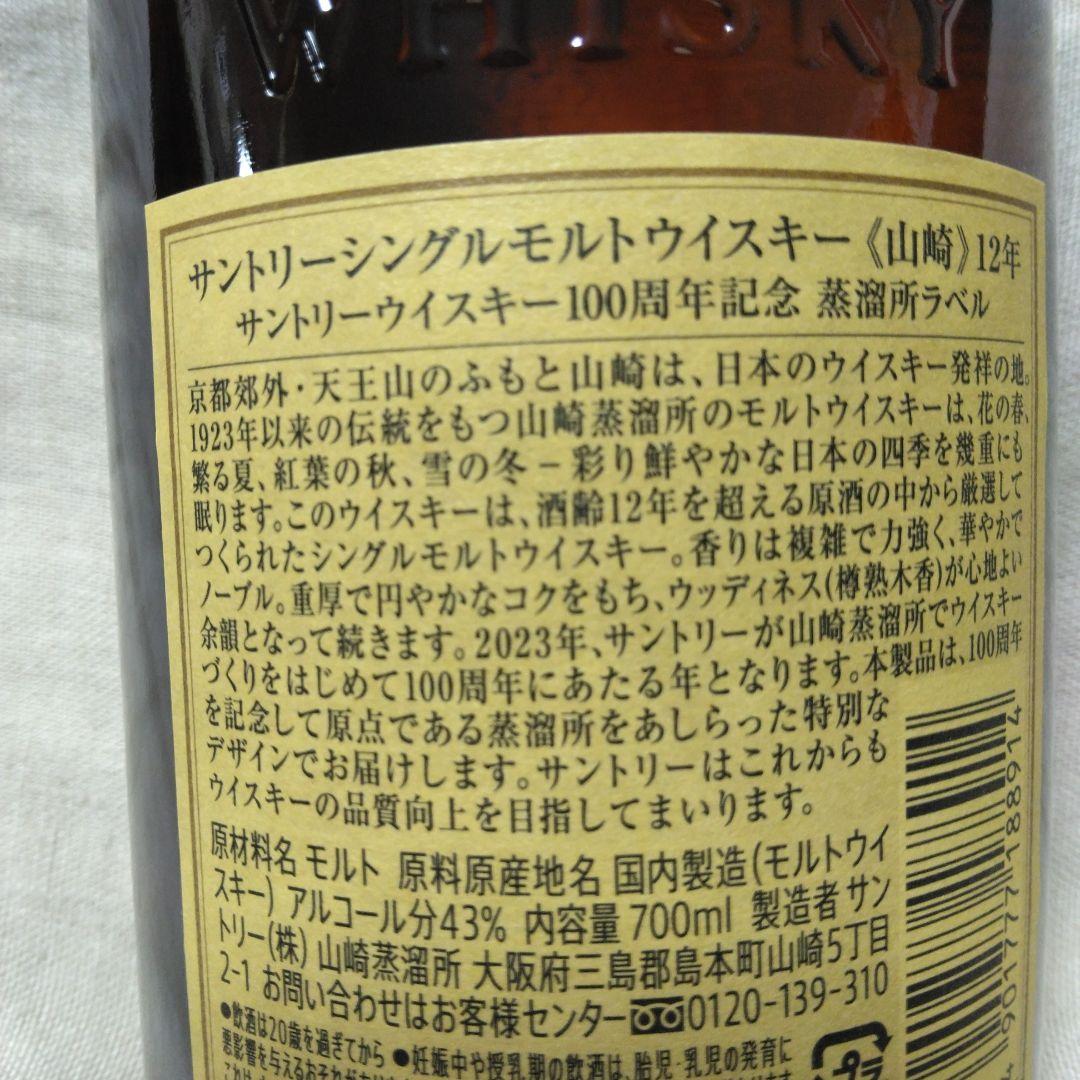 WHISKY
サントリーシングルモルトウイスキー《山崎》12年
サントリーウイスキー100周年記念 蒸溜所ラベル
京都郊外・天王山のふもと山崎は、日本のウイスキー発祥の地。
1923年以来の伝統をもつ山崎蒸溜所のモルトウイスキーは、花の春、
繁る夏、紅葉の秋、雪の冬－彩り鮮やかな日本の四季を幾重にも
眠ります。このウイスキーは、酒齢12年を超える原酒の中から厳選して
つくられたシングルモルトウイスキー。香りは複雑で力強く、華やかで
ノーブル。重厚で円やかなコクをもち、ウッディネス(樽熟木香)が心地よい
余韻となって続きます。2023年、サントリーが山崎蒸溜所でウイスキー
づくりをはじめて100周年にあたる年となります。本製品は、100周年
を記念して原点である蒸溜所をあしらった特別な
デザインでお届けします。サントリーはこれからも
ウイスキーの品質向上を目指してまいります。
原材料名 モルト 原料原産地名 国内製造(モルトウイ
スキー) アルコール分43% 内容量700ml 製造者 サン
トリー(株) 山崎蒸溜所 大阪府三島郡島本町山崎5丁目
2-1 お問い合わせはお客様センター 0120-139-310
●飲酒は20歳を過ぎてから ●妊娠中や授乳期の飲酒は、胎児・乳児の発育に
悪影響を与えるおそれがあり
4901777188914